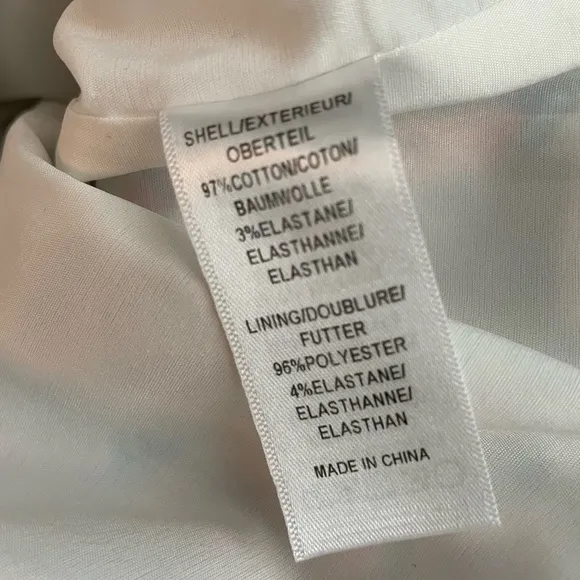 SHELL/EXTERIEUR/
OBERTEIL
97%COTTON/COTON/
BAUMWOLLE
3%ELASTANE/
ELASTHANNE/
ELASTHAN
LINING/DOUBLURE/
FUTTER
96%POLYESTER
4%ELASTANE/
ELASTHANNE/
ELASTHAN
MADE IN CHINA